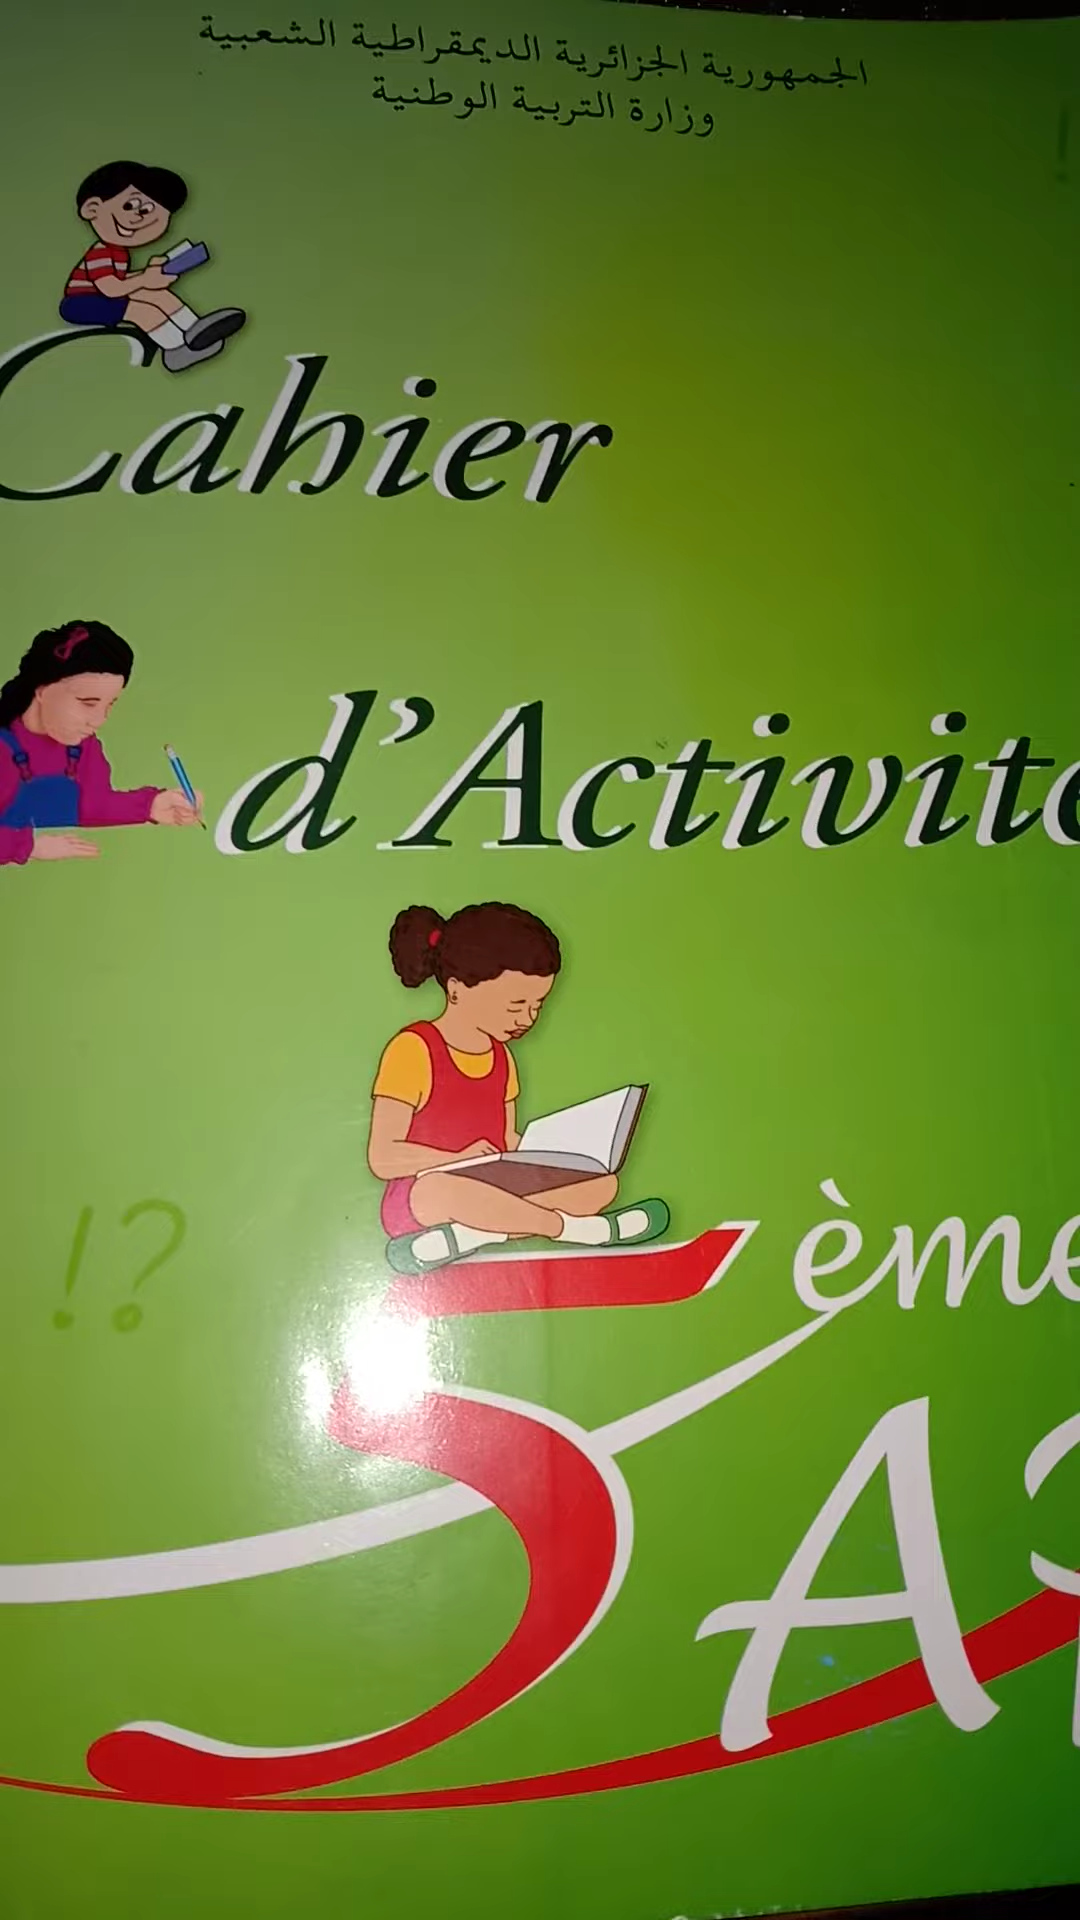 الجمهورية الجزائرية الديمقراطية الشعبية
وزارة التربية الوطنية
Cahier
d'Activité
5 ème
A
!?